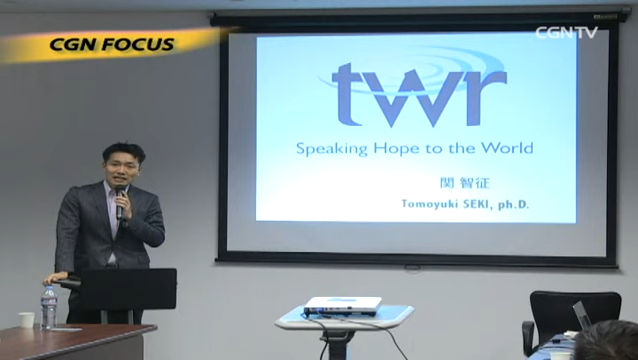 CGN FOCUS
CGNTV
twr
Speaking Hope to the World
関 智征
Tomoyuki SEKI, ph.D.